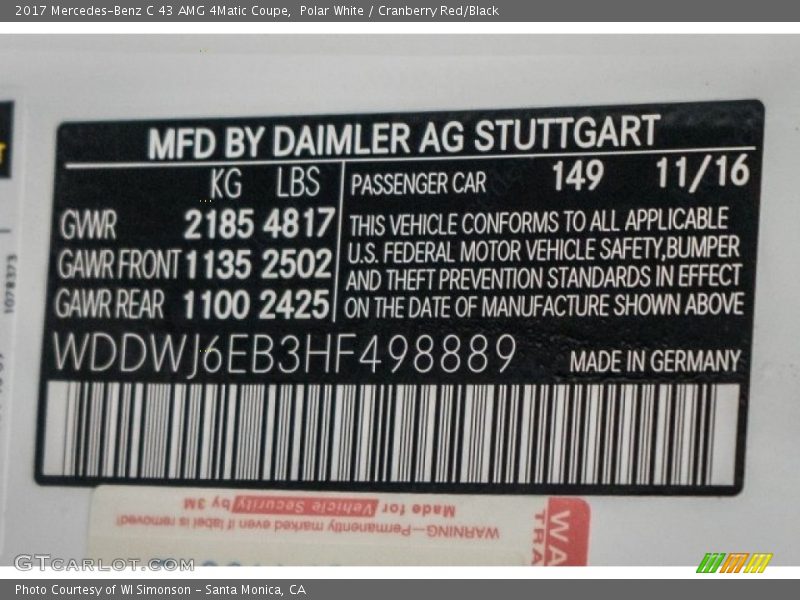 2017 Mercedes-Benz C 43 AMG 4Matic Coupe,  Polar White / Cranberry Red/Black
MFD BY DAIMLER AG STUTTGART
KG LBS
GVWR 2185 4817
GAWR FRONT 1135 2502
GAWR REAR 1100 2425
PASSENGER CAR 149 11/16
THIS VEHICLE CONFORMS TO ALL APPLICABLE
U.S. FEDERAL MOTOR VEHICLE SAFETY,BUMPER
AND THEFT PREVENTION STANDARDS IN EFFECT
ON THE DATE OF MANUFACTURE SHOWN ABOVE
WDDWJ6EB3HF498889
MADE IN GERMANY
1078373
Made for Vehicle Security by 3M
WARNING—Permanently marked even if label is removed!
WA
TRA
GTcarlot.com
Photo Courtesy of WI Simonson - Santa Monica, CA